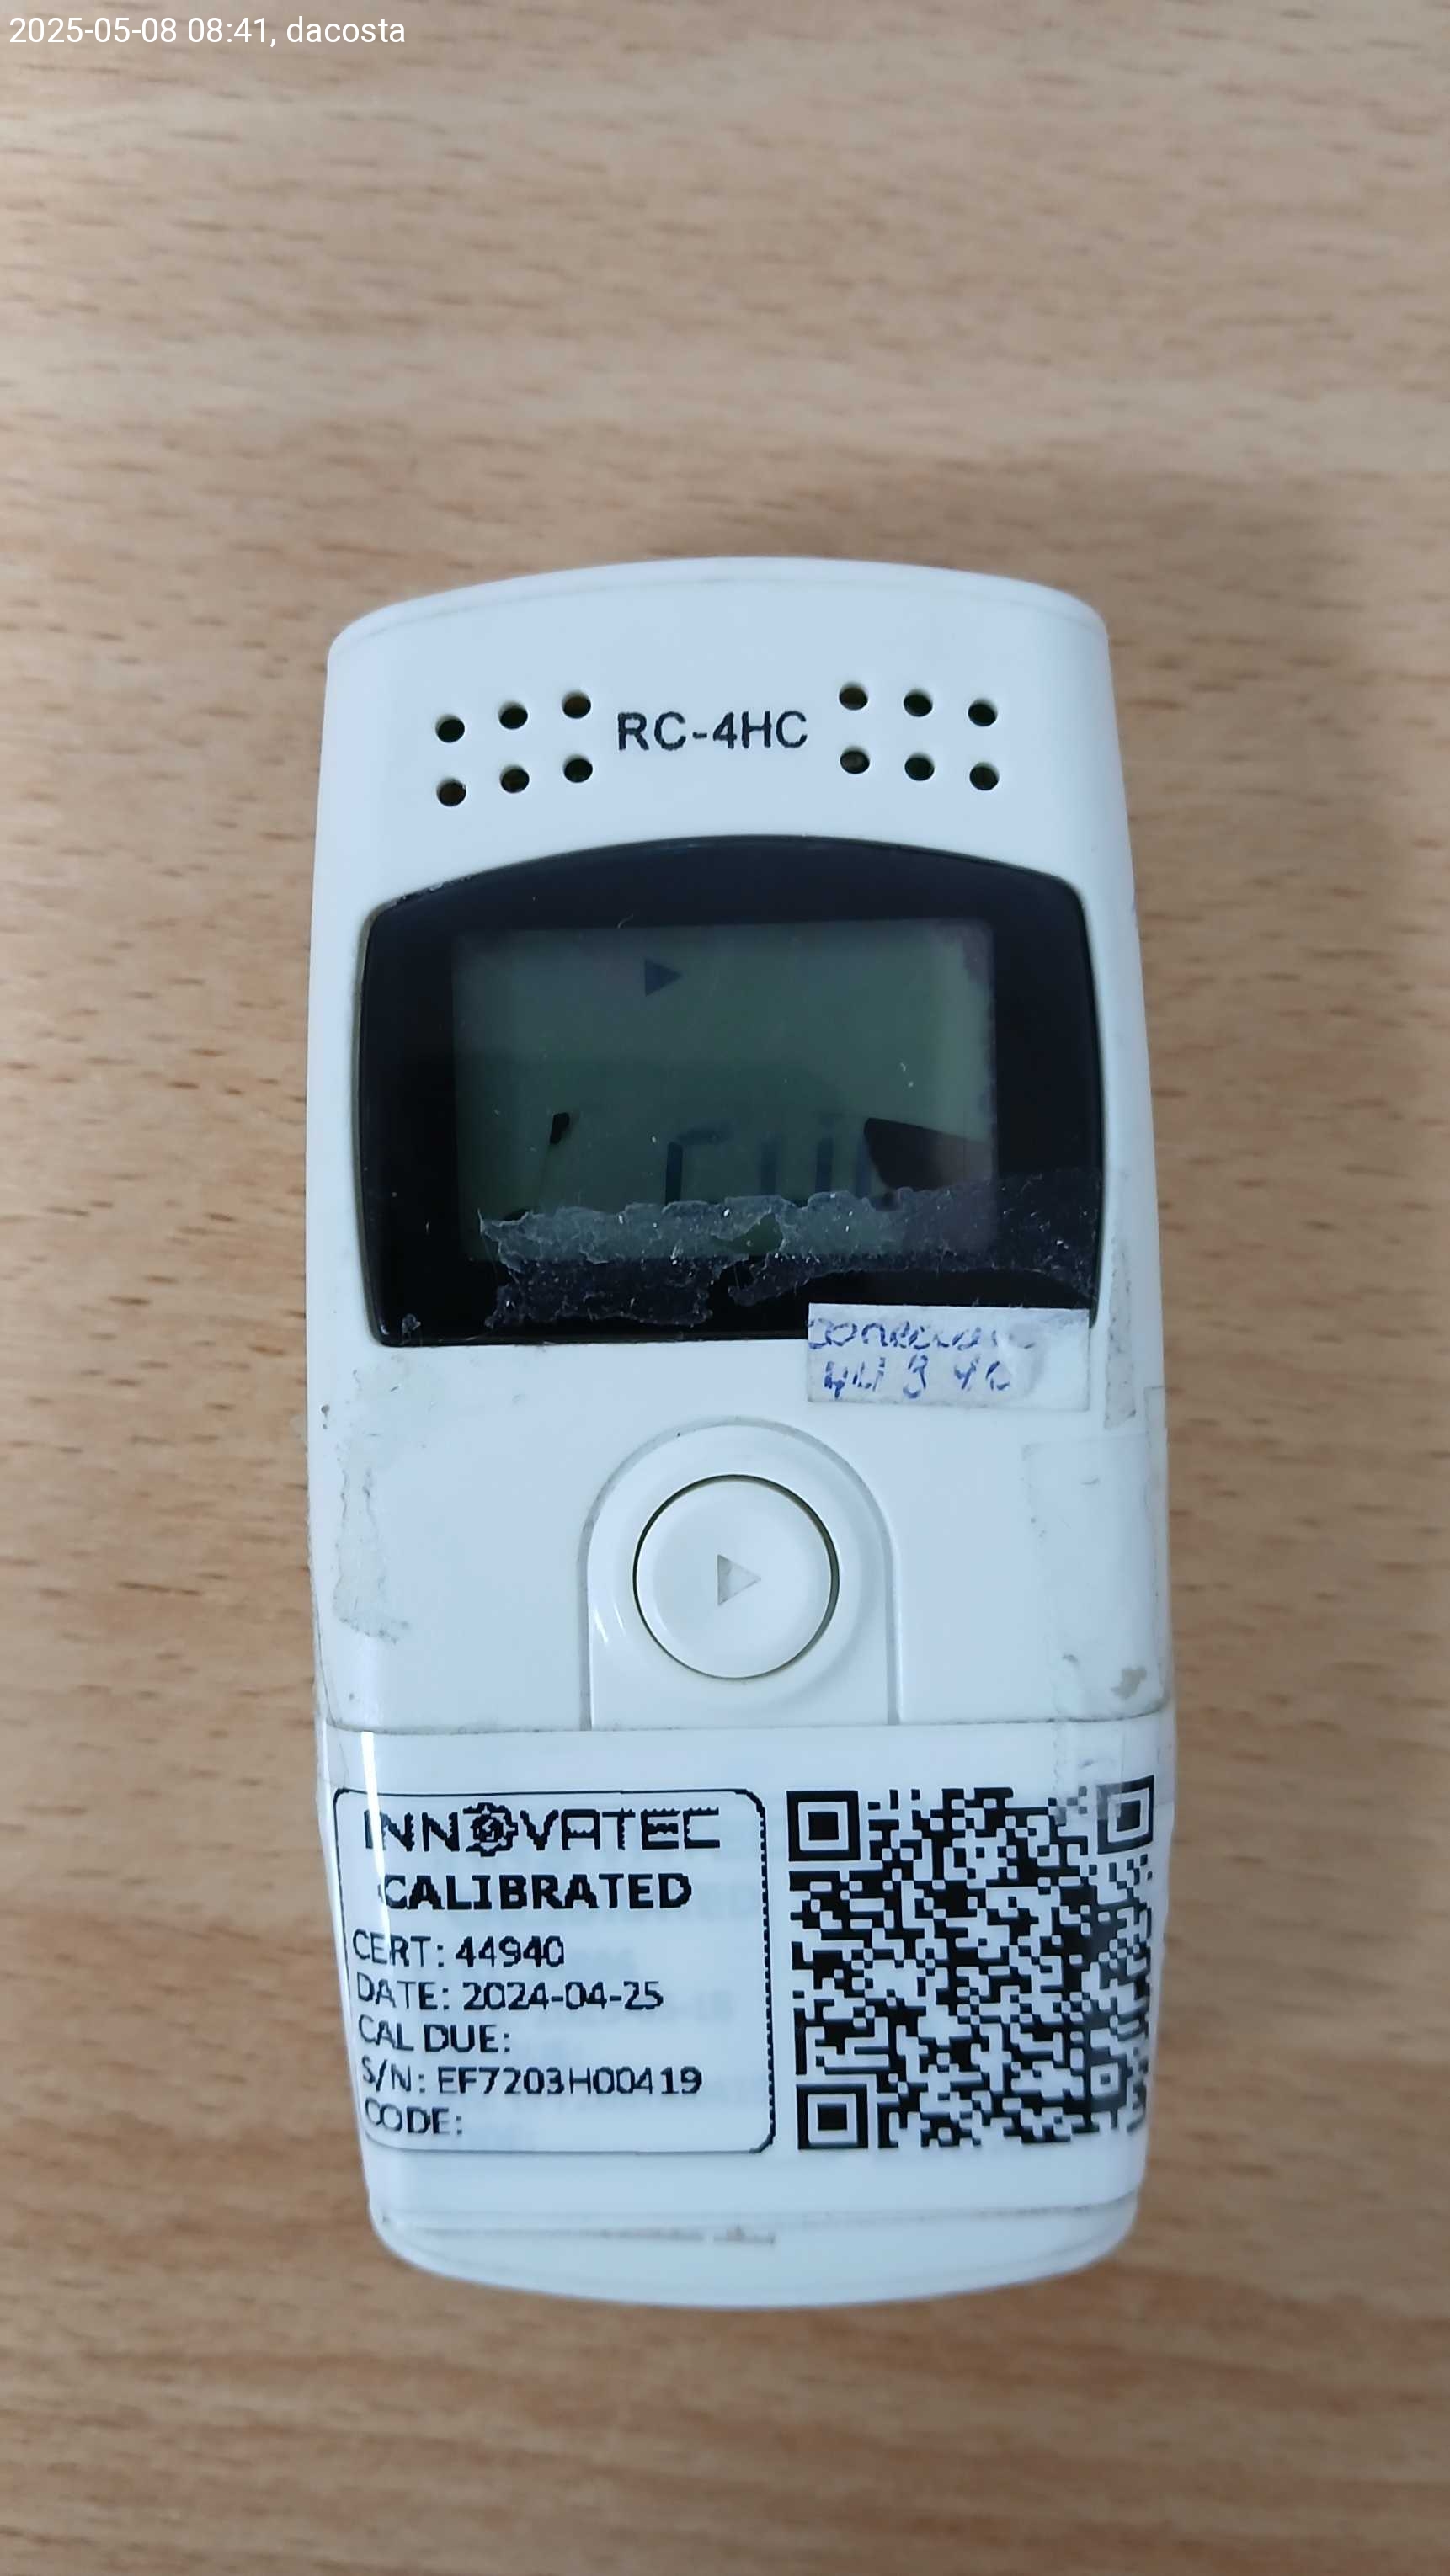 2025-05-08 08:41, dacosta
RC-4HC
INNOVATEC
CALIBRATED
CERT: 44940
DATE: 2024-04-25
CAL DUE:
S/N: EF7203H00419
CODE: